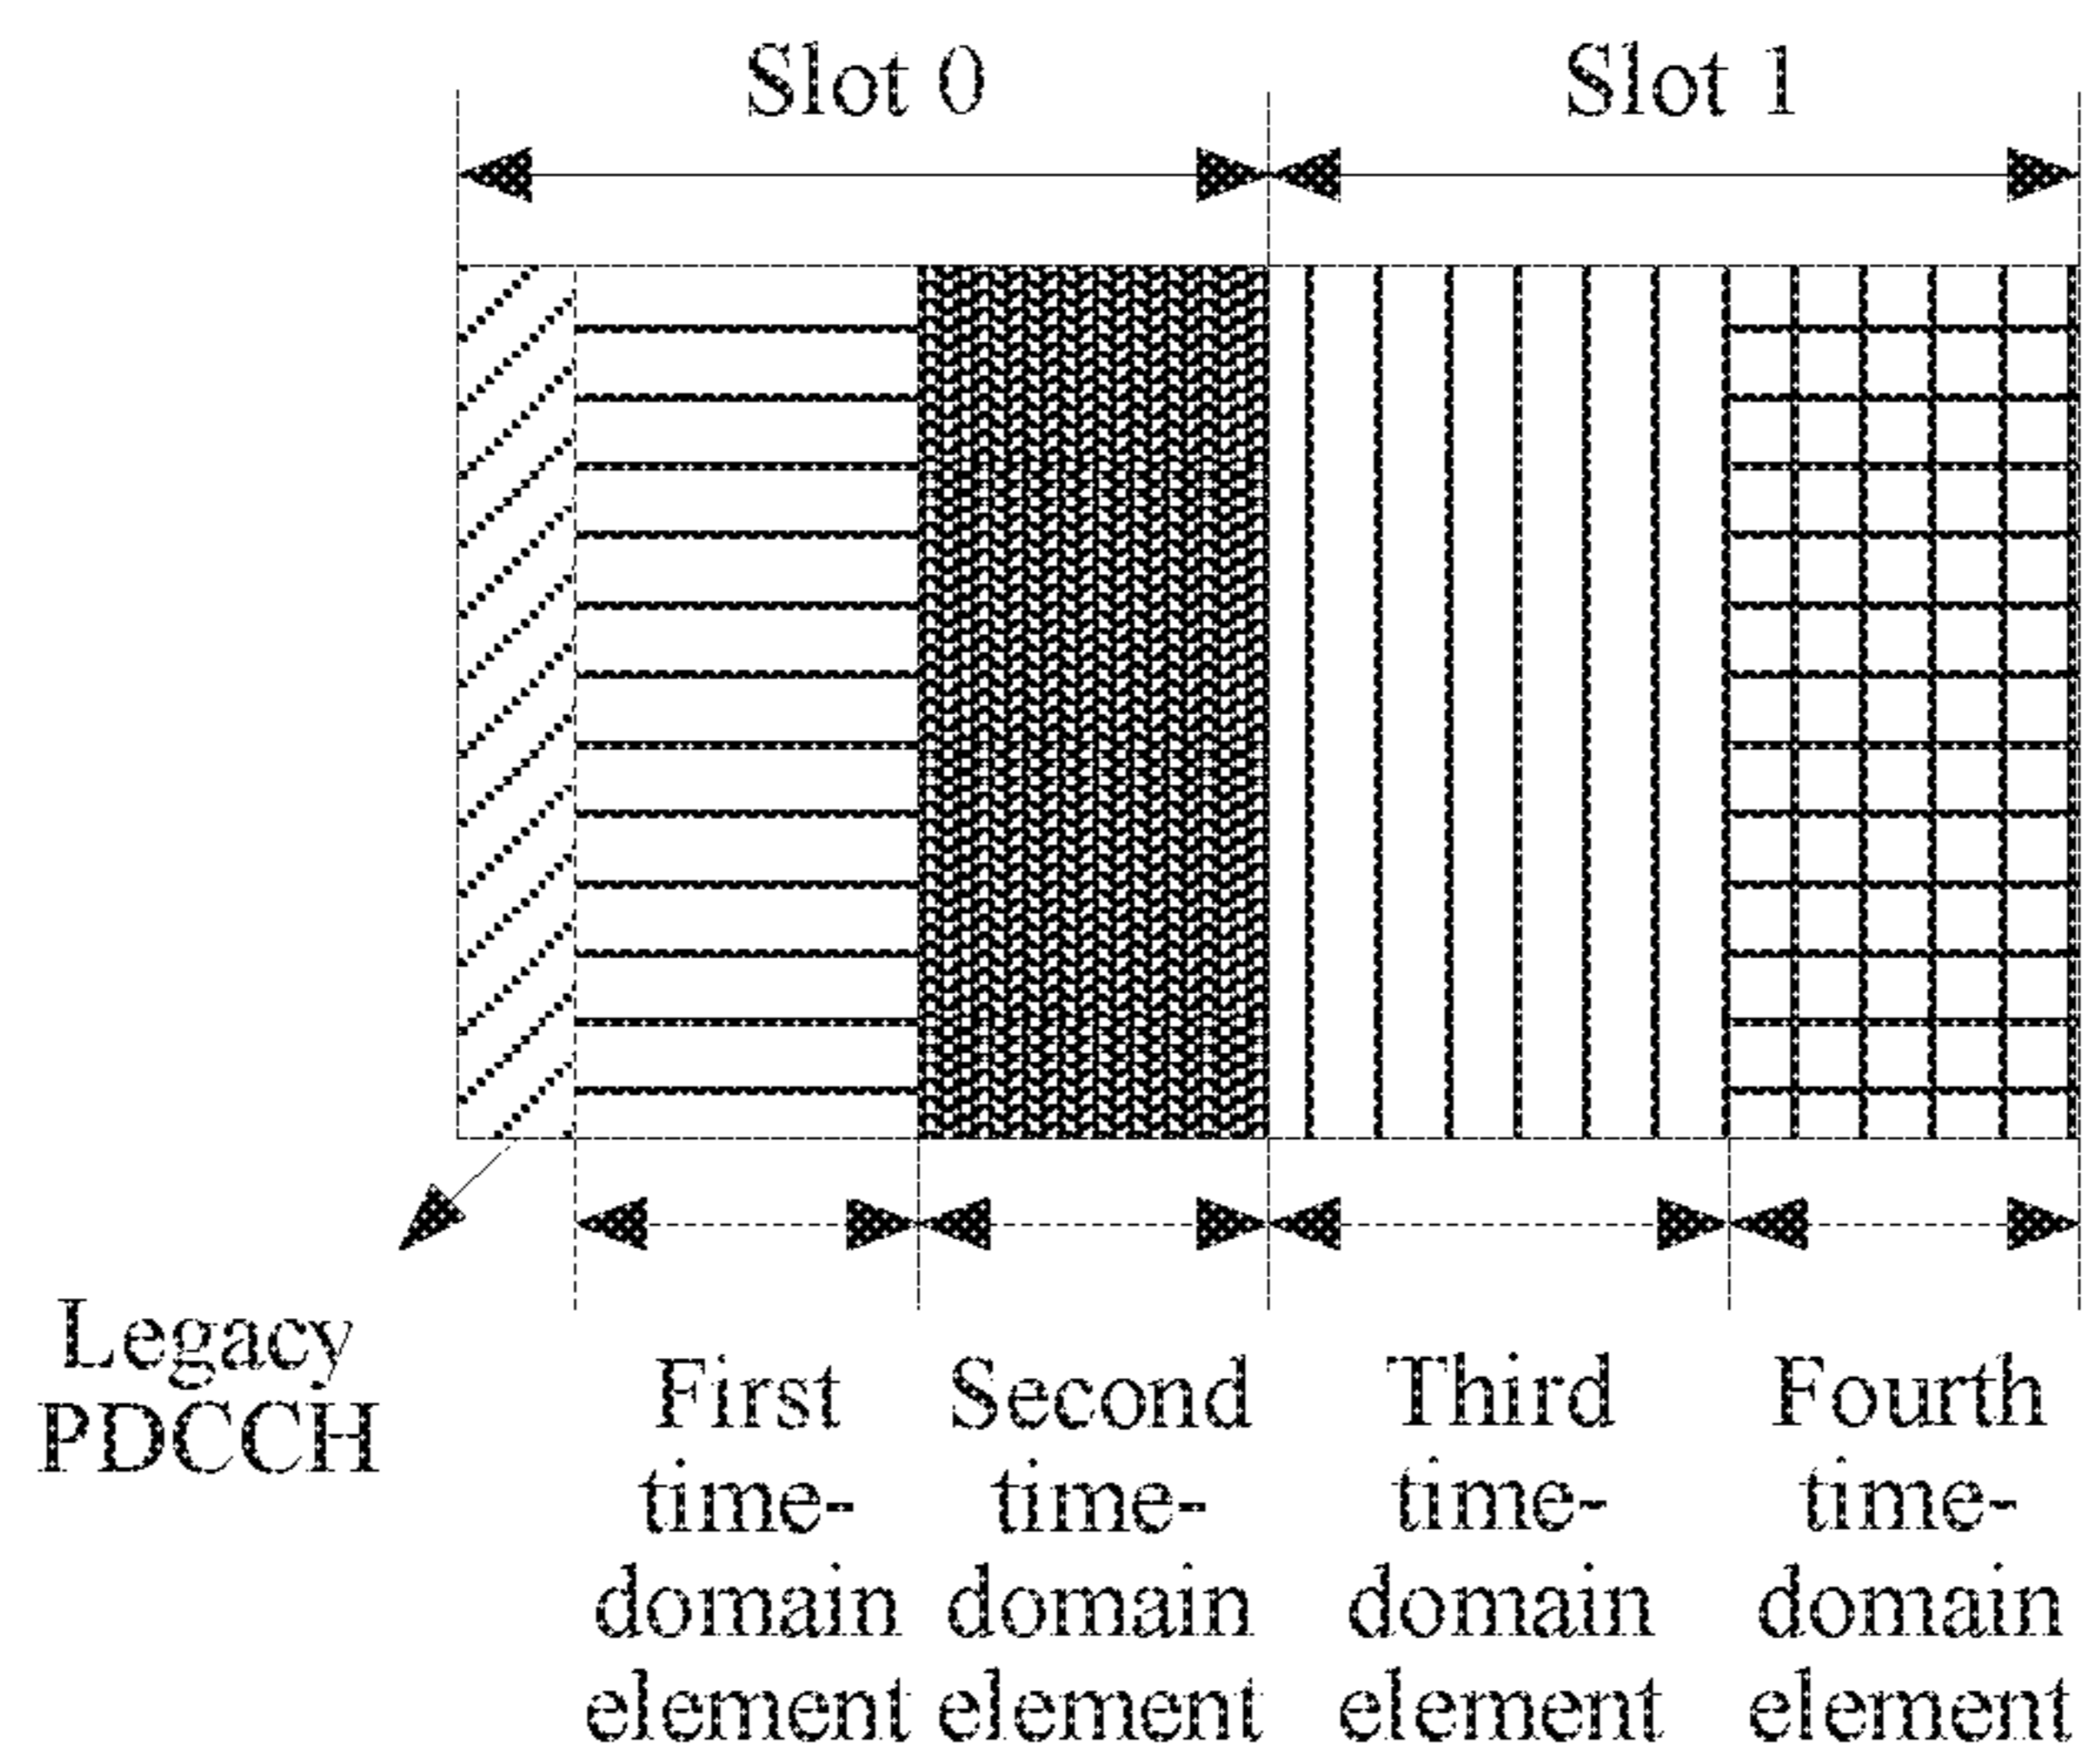 Slot 0
Slot 1
Legacy
PDCCH
First
time-
domain
element
Second
time-
domain
element
Third
time-
domain
element
Fourth
time-
domain
element